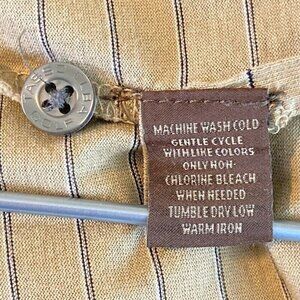 MACHINE WASH COLD
GENTLE CYCLE
WITH LIKE COLORS
ONLY NON-
CHLORINE BLEACH
WHEN NEEDED
TUMBLE DRY LOW
WARM IRON